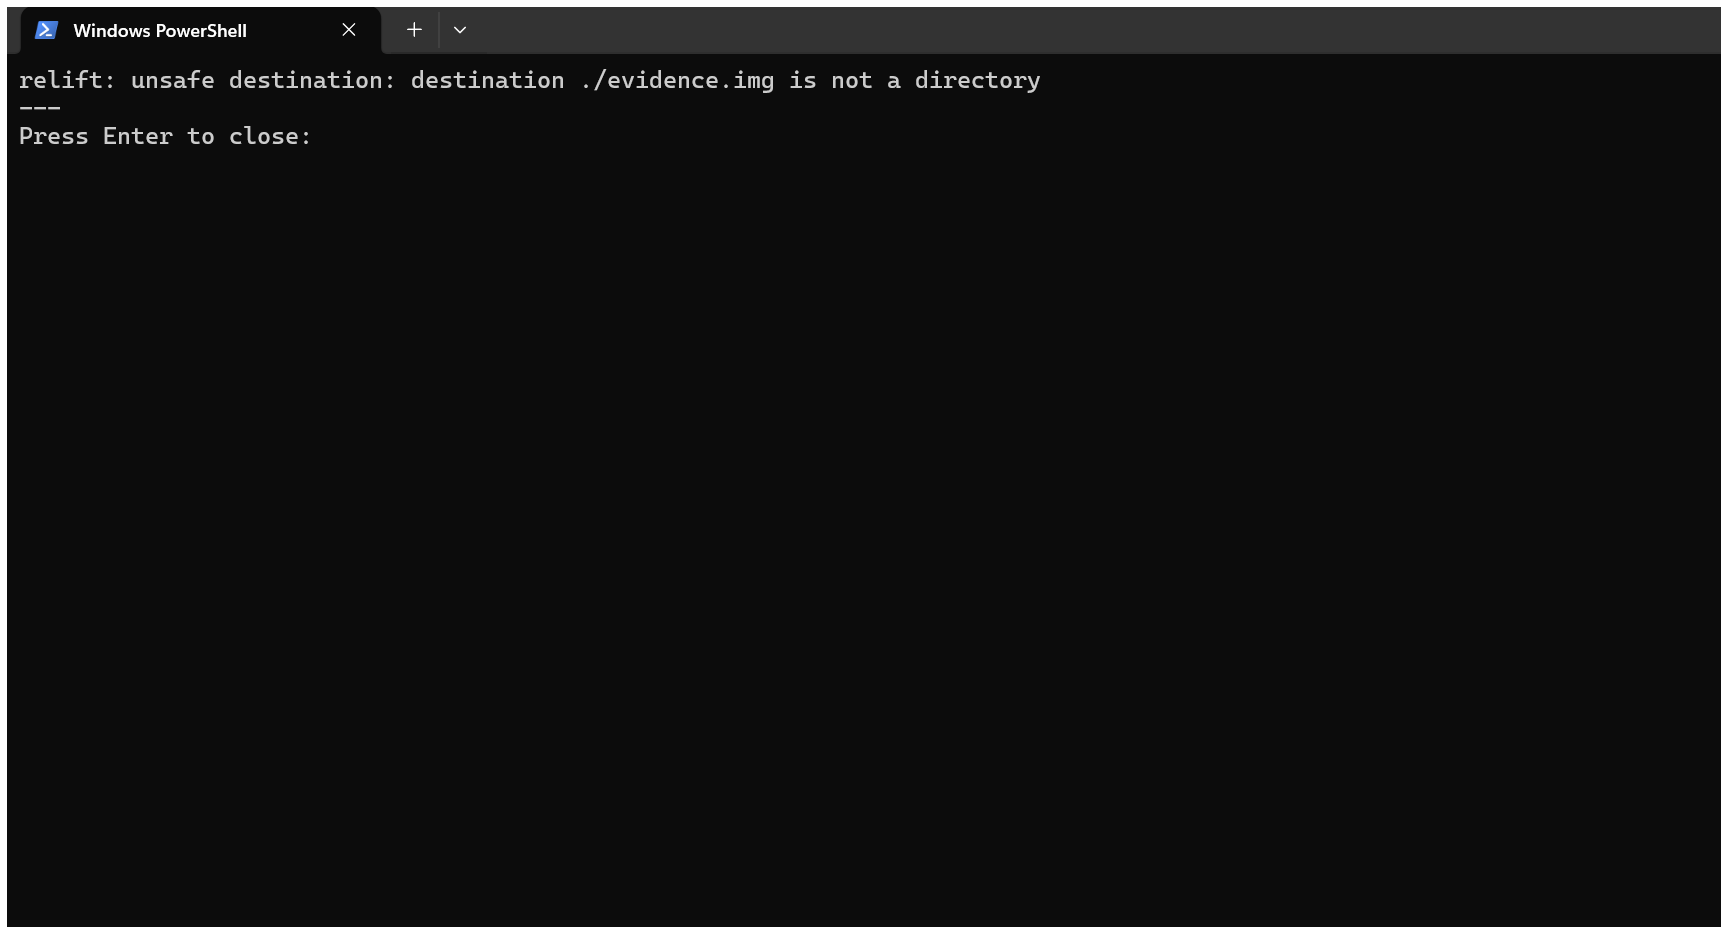 Windows PowerShell
relift: unsafe destination: destination ./evidence.img is not a directory
---
Press Enter to close: